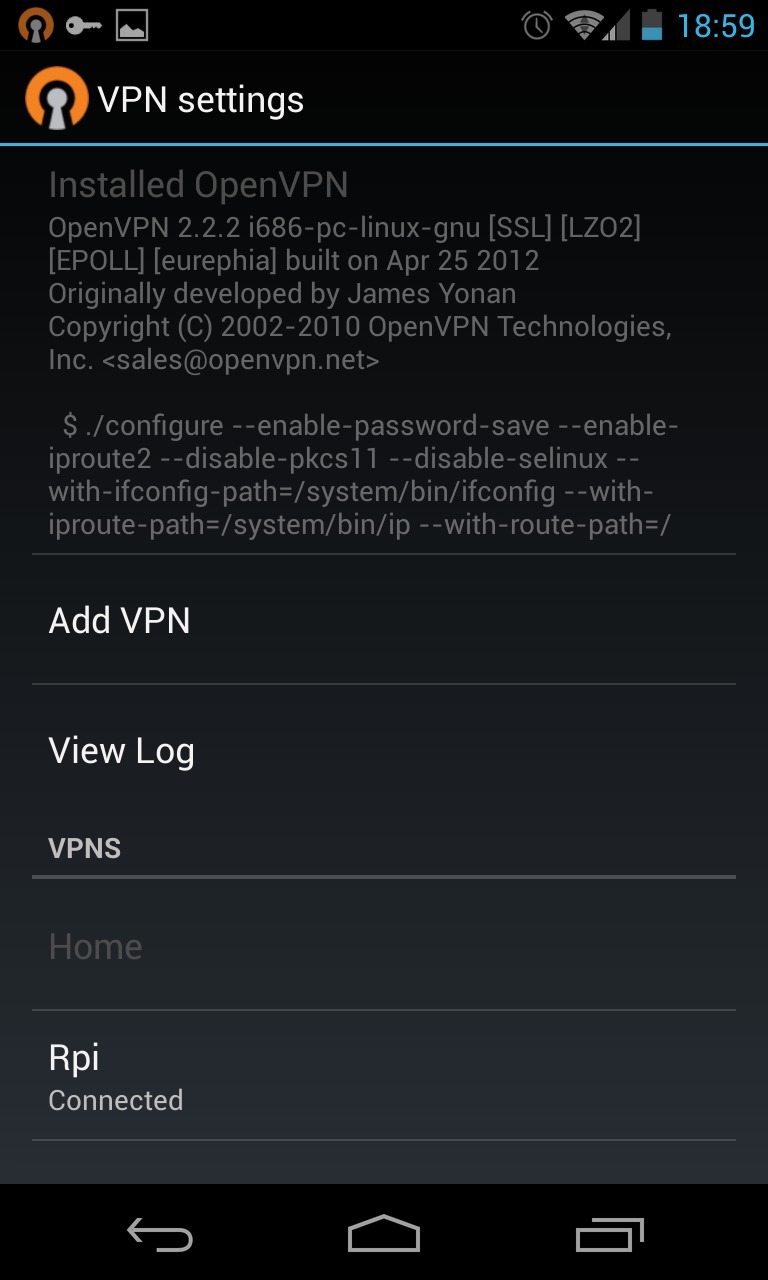 18:59
VPN settings
Installed OpenVPN
OpenVPN 2.2.2 i686-pc-linux-gnu [SSL] [LZO2]
[EPOLL] [eurephia] built on Apr 25 2012
Originally developed by James Yonan
Copyright (C) 2002-2010 OpenVPN Technologies,
Inc. <sales@openvpn.net>
$ ./configure --enable-password-save --enable-
iproute2 --disable-pkcs11 --disable-selinux --
with-ifconfig-path=/system/bin/ifconfig --with-
iproute-path=/system/bin/ip --with-route-path=/
Add VPN
View Log
VPNS
Home
Rpi
Connected